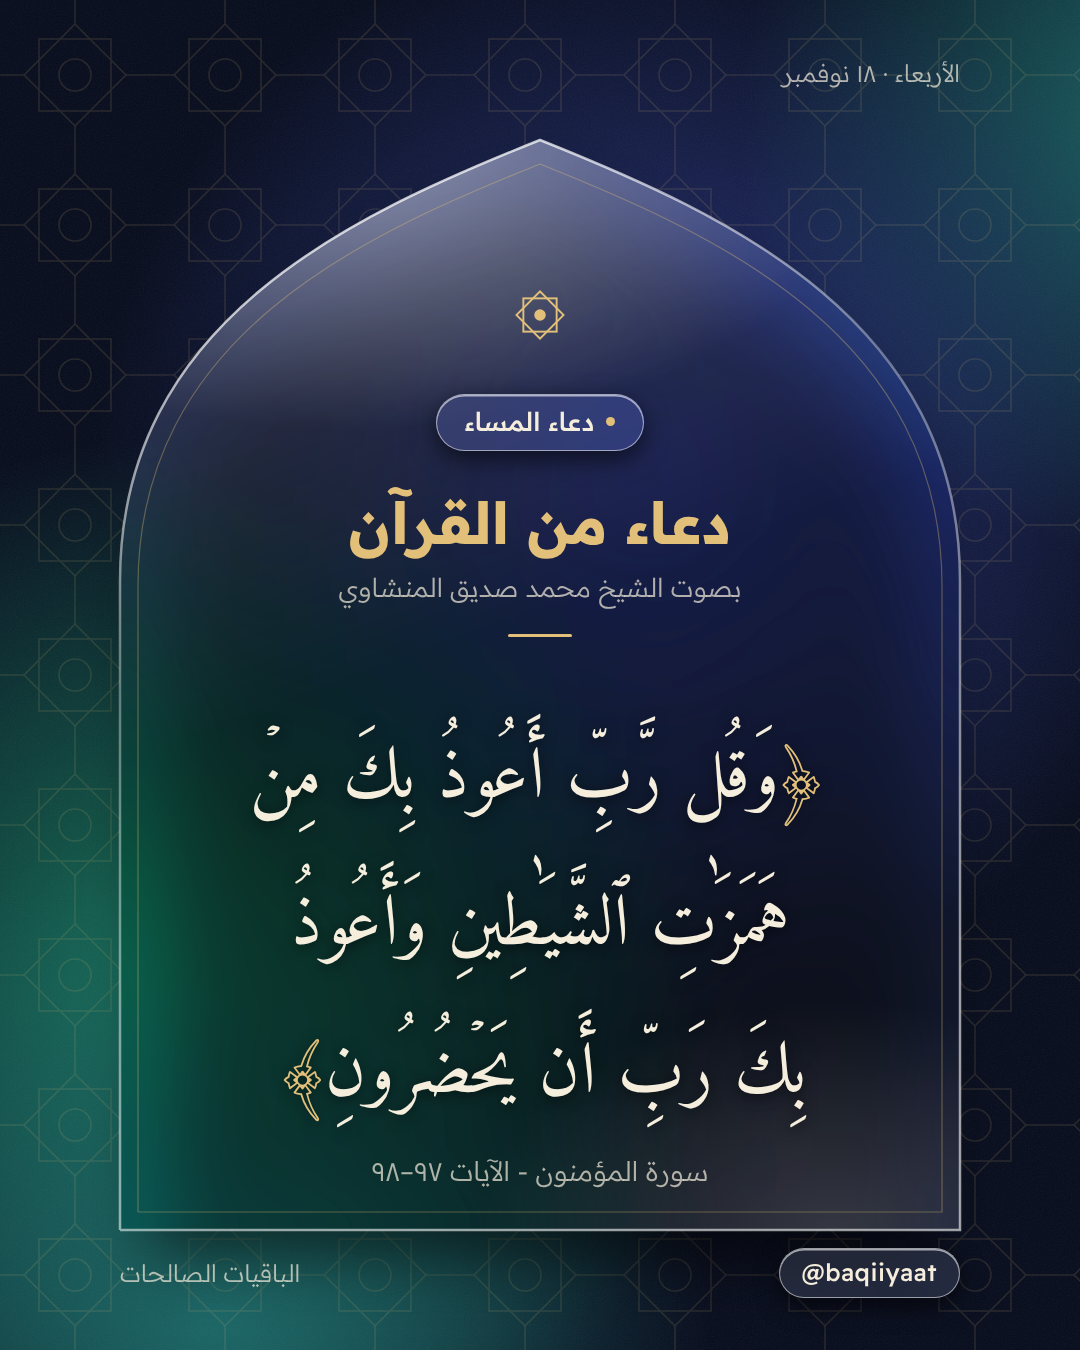 الأربعاء · ١٨ نوفمبر
دعاء المساء
دعاء من القرآن
بصوت الشيخ محمد صديق المنشاوي
﴿وَقُل رَّبِّ أَعُوذُ بِكَ مِنۡ
هَمَزَٰتِ ٱلشَّيَٰطِينِ وَأَعُوذُ
بِكَ رَبِّ أَن يَحۡضُرُونِ﴾
سورة المؤمنون - الآيات ٩٧–٩٨
@baqiiyaat
الباقيات الصالحات